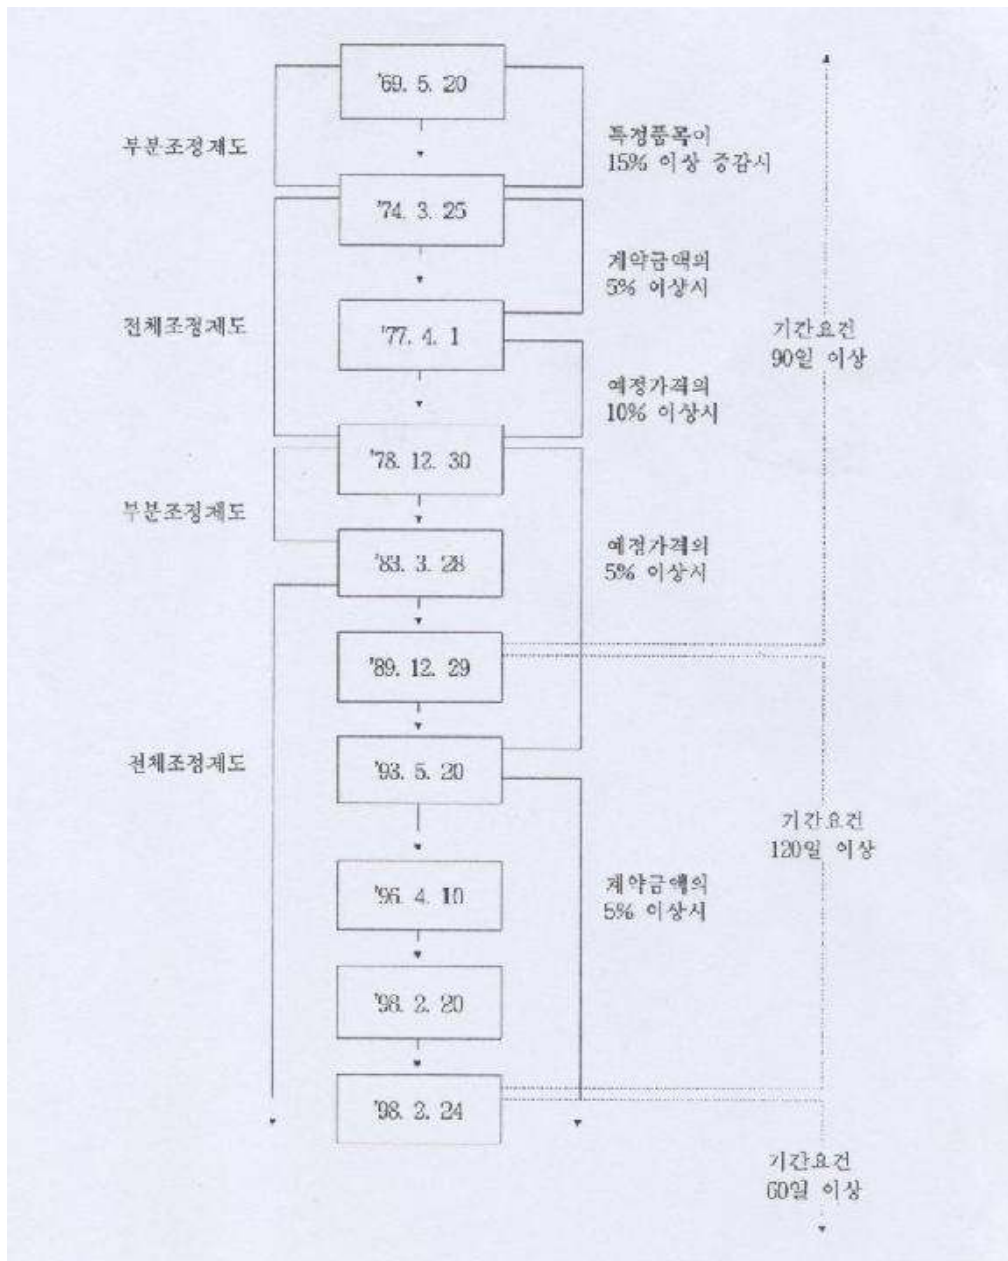 '69. 5. 20
부분조정제도
특정품목이
15% 이상 증감시
'74. 3. 25
계약금액의
5% 이상시
전체조정제도
'77. 4. 1
기간요건
90일 이상
예정가격의
10% 이상시
'78. 12. 30
부분조정제도
'83. 3. 28
예정가격의
5% 이상시
'89. 12. 29
전체조정제도
'93. 5. 20
기간요건
120일 이상
'96. 4. 10
계약금액의
5% 이상시
'98. 2. 20
'98. 2. 24
기간요건
60일 이상